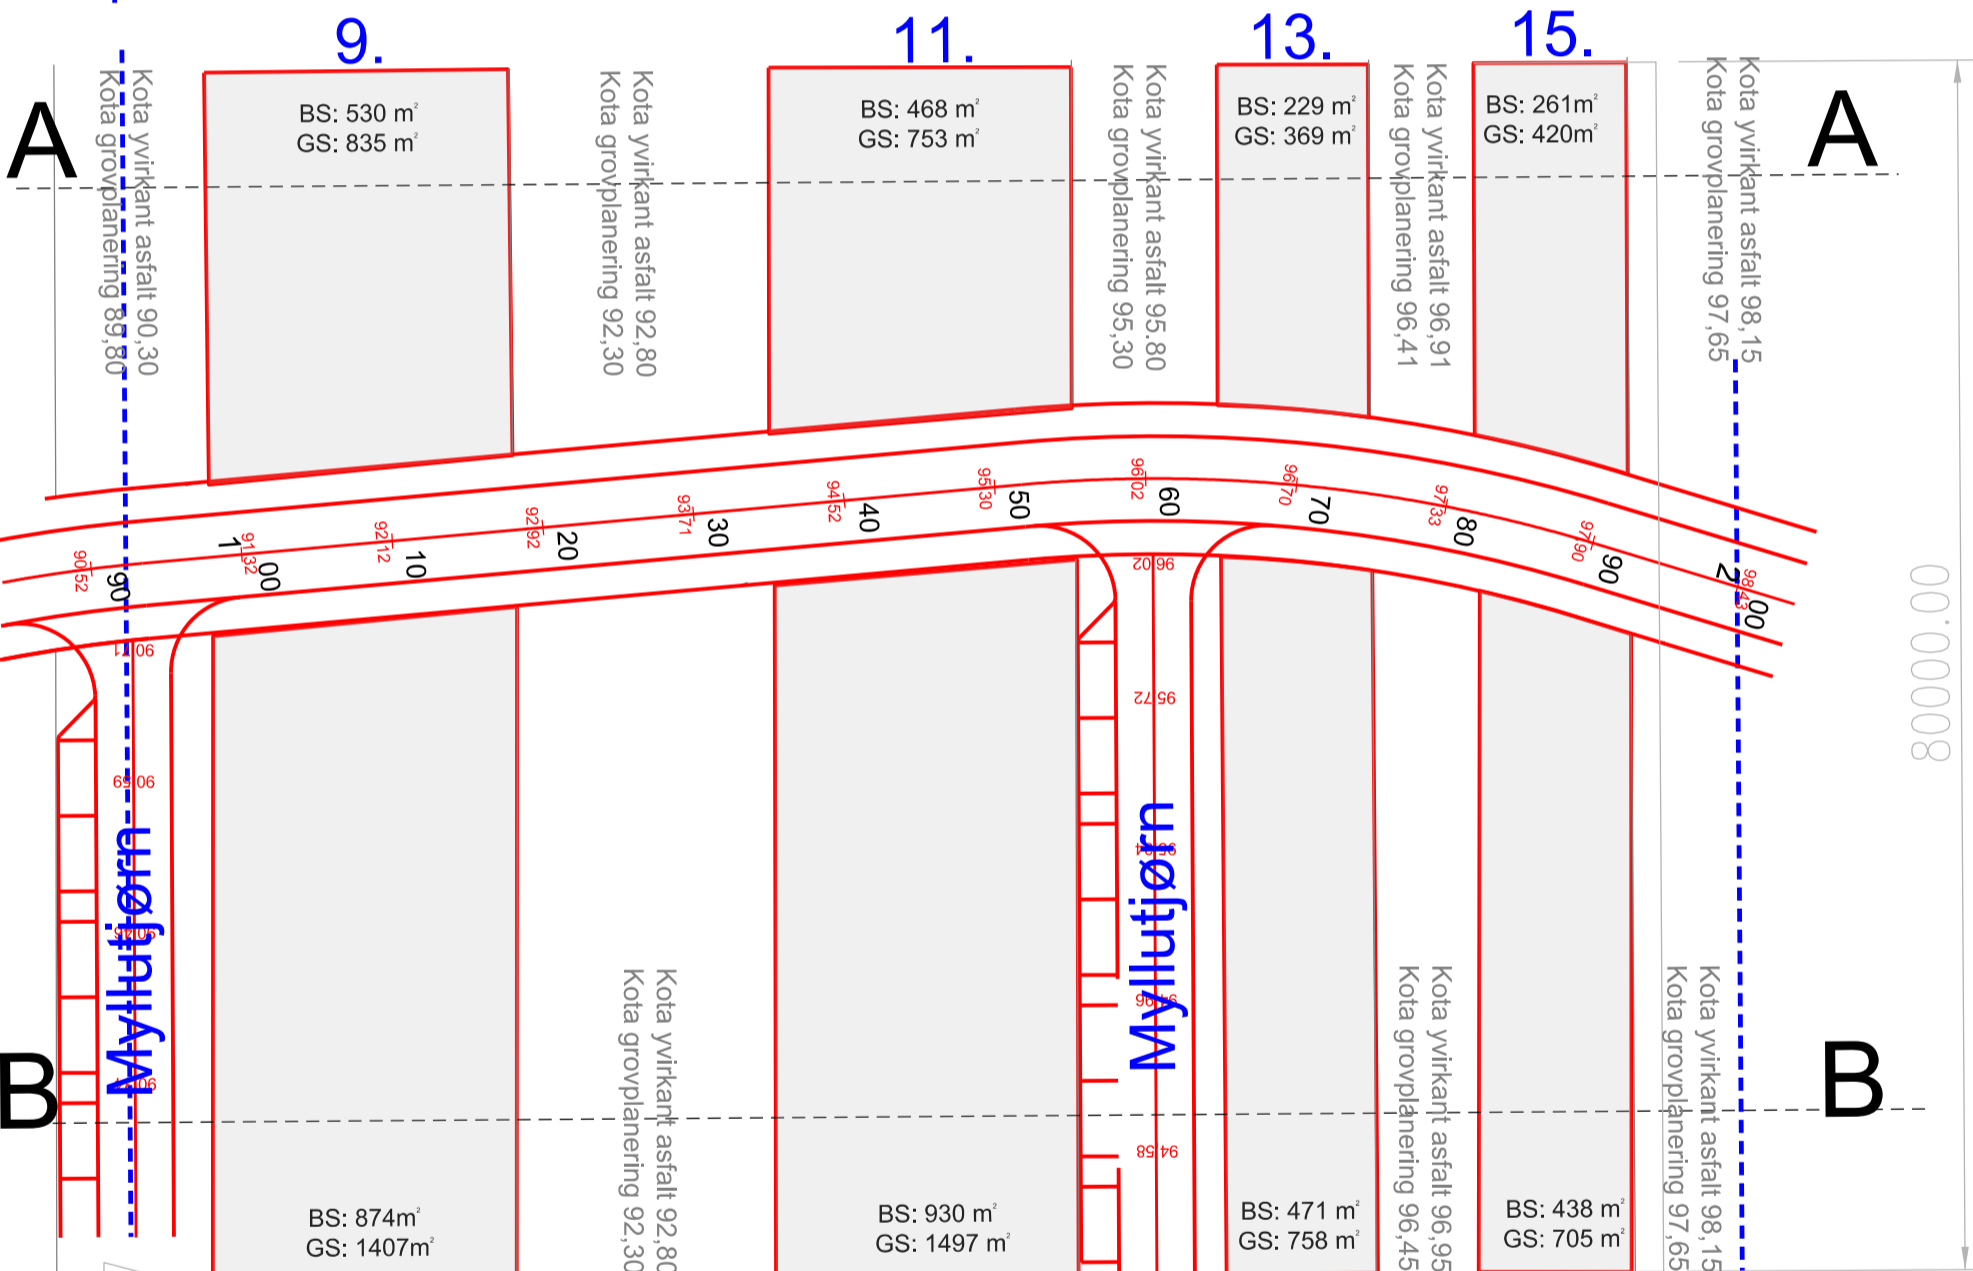 9.
11.
13.
15.
A
A
BS: 530 m²
GS: 835 m²
BS: 468 m²
GS: 753 m²
BS: 229 m²
GS: 369 m²
BS: 261m²
GS: 420m²
Kota yvirkant asfalt 90,30
Kota grovplanering 89,80
Kota yvirkant asfalt 92,80
Kota grovplanering 92,30
Kota yvirkant asfalt 95.80
Kota grovplanering 95,30
Kota yvirkant asfalt 96,91
Kota grovplanering 96,41
Kota yvirkant asfalt 98,15
Kota grovplanering 97,65
90.52
91.32
92.12
92.92
93.71
94.52
95.30
96.02
96.70
97.33
97.90
98.43
90
1 00
10
20
30
40
50
60
70
80
90
2 00
80000.00
90.71
90.59
96.02
95.72
94.96
94.58
Mylnutjørn
Myllutjørn
B
B
Kota yvirkant asfalt 92,80
Kota grovplanering 92,30
Kota yvirkant asfalt 96,95
Kota grovplanering 96,45
Kota yvirkant asfalt 98,15
Kota grovplanering 97,65
BS: 874m²
GS: 1407m²
BS: 930 m²
GS: 1497 m²
BS: 471 m²
GS: 758 m²
BS: 438 m²
GS: 705 m²